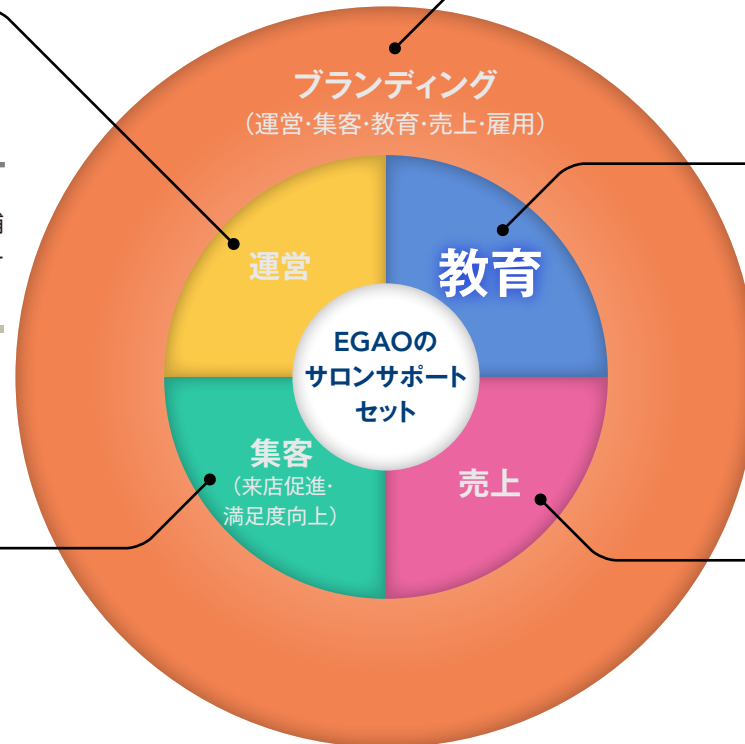 ブランディング
（運営・集客・教育・売上・雇用）
運営
教育
EGAOの
サロンサポート
セット
集客
（来店促進・
満足度向上）
売上